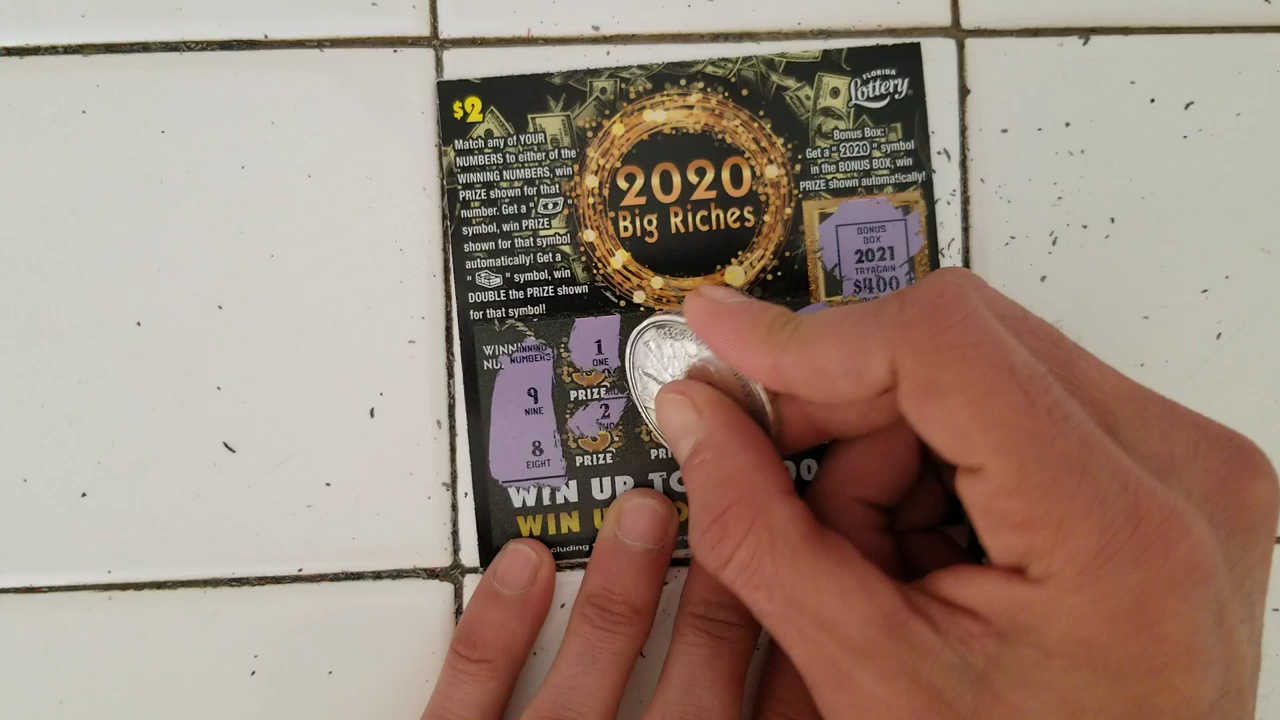 $2
FLORIDA
Lottery
Match any of YOUR
NUMBERS to either of the
WINNING NUMBERS, win
PRIZE shown for that
number. Get a " "
symbol, win PRIZE
shown for that symbol
automatically! Get a
" " symbol, win
DOUBLE the PRIZE shown
for that symbol!
2020
Big Riches
Bonus Box:
Get a "2020" symbol
in the BONUS BOX, win
PRIZE shown automatically!
BONUS
BOX
2021
TRYAGAIN
$400
WINNING
NUMBERS
9
NINE
8
EIGHT
1
ONE
PRIZE
2
TWO
PRIZE
WIN UP TO
WIN